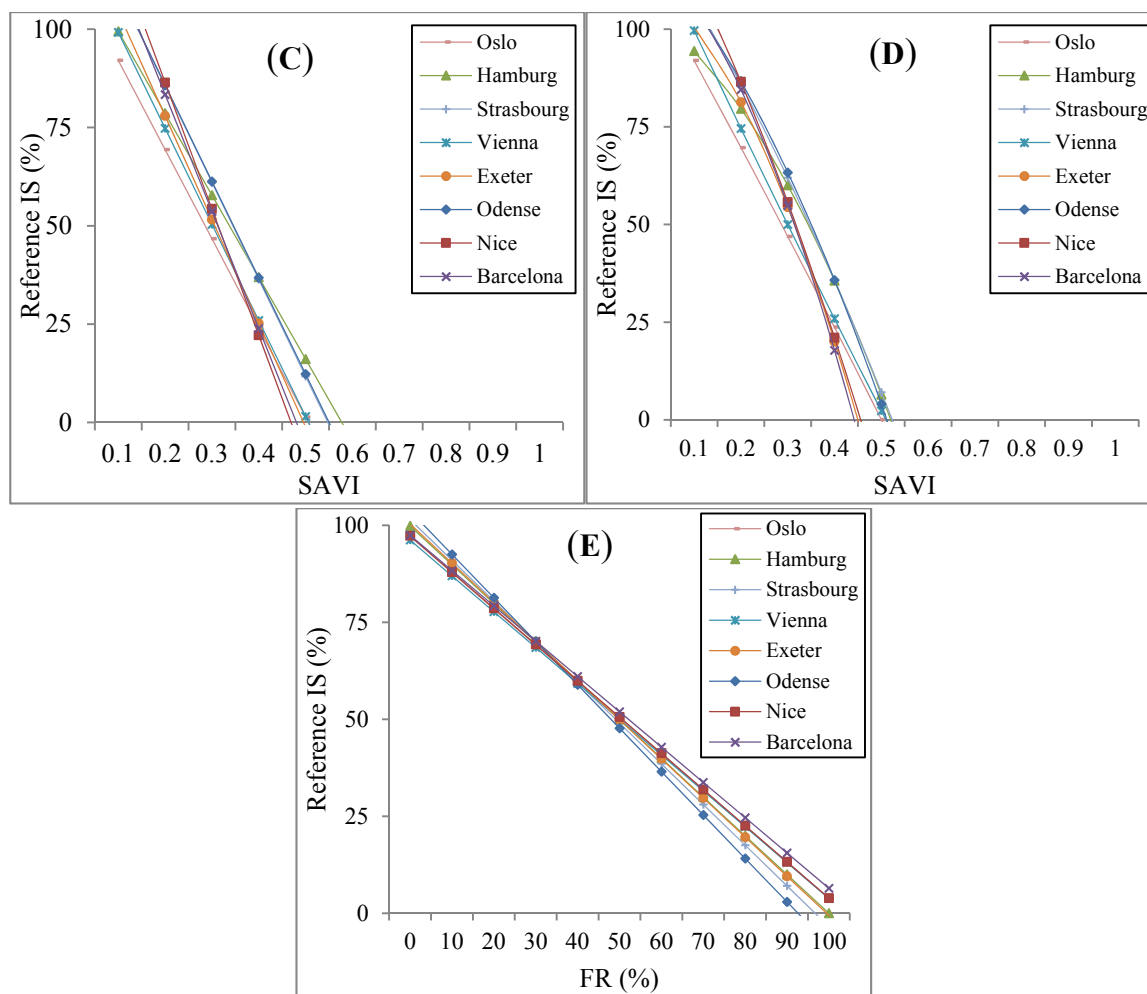 (C)
Reference IS (%)
100
75
50
25
0
0.1 0.2 0.3 0.4 0.5 0.6 0.7 0.8 0.9 1
SAVI
Oslo
Hamburg
Strasbourg
Vienna
Exeter
Odense
Nice
Barcelona
(D)
Reference IS (%)
100
75
50
25
0
0.1 0.2 0.3 0.4 0.5 0.6 0.7 0.8 0.9 1
SAVI
Oslo
Hamburg
Strasbourg
Vienna
Exeter
Odense
Nice
Barcelona
(E)
Reference IS (%)
100
75
50
25
0
0 10 20 30 40 50 60 70 80 90 100
FR (%)
Oslo
Hamburg
Strasbourg
Vienna
Exeter
Odense
Nice
Barcelona